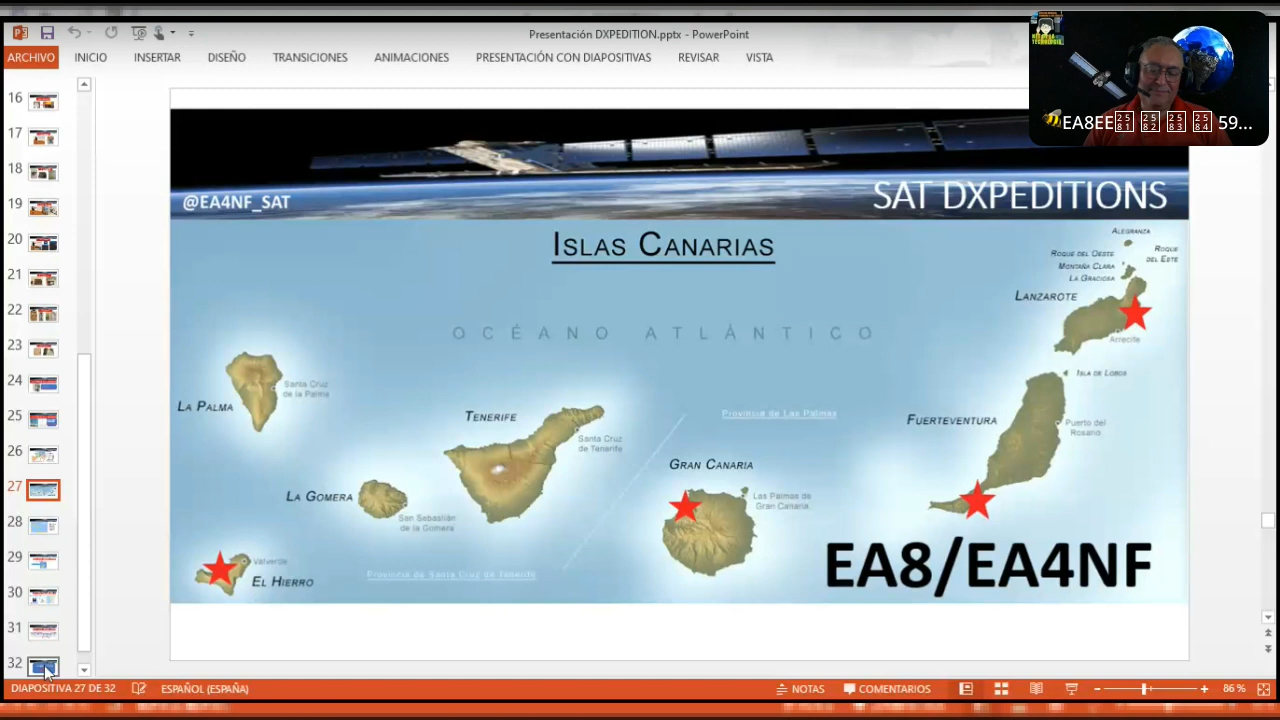 Presentación DXPEDITION.pptx - PowerPoint
ARCHIVO INICIO INSERTAR DISEÑO TRANSICIONES ANIMACIONES PRESENTACIÓN CON DIAPOSITIVAS REVISAR VISTA
EA8EE 59...
16
17
18
19
20
21
22
23
24
25
26
27
28
29
30
31
32
@EA4NF_SAT
SAT DXPEDITIONS
ISLAS CANARIAS
OCÉANO ATLÁNTICO
ALEGRANZA
ROQUE DEL OESTE
ROQUE DEL ESTE
MONTAÑA CLARA
LA GRACIOSA
LANZAROTE
Arrecife
ISLA DE LOBOS
Santa Cruz
de la Palma
LA PALMA
TENERIFE
Santa Cruz
de Tenerife
Provincia de Las Palmas
FUERTEVENTURA
Puerto del
Rosario
GRAN CANARIA
Las Palmas de
Gran Canaria
LA GOMERA
San Sebastián
de la Gomera
Valverde
EL HIERRO
Provincia de Santa Cruz de Tenerife
EA8/EA4NF
DIAPOSITIVA 27 DE 32 ESPAÑOL (ESPAÑA) NOTAS COMENTARIOS 86 %